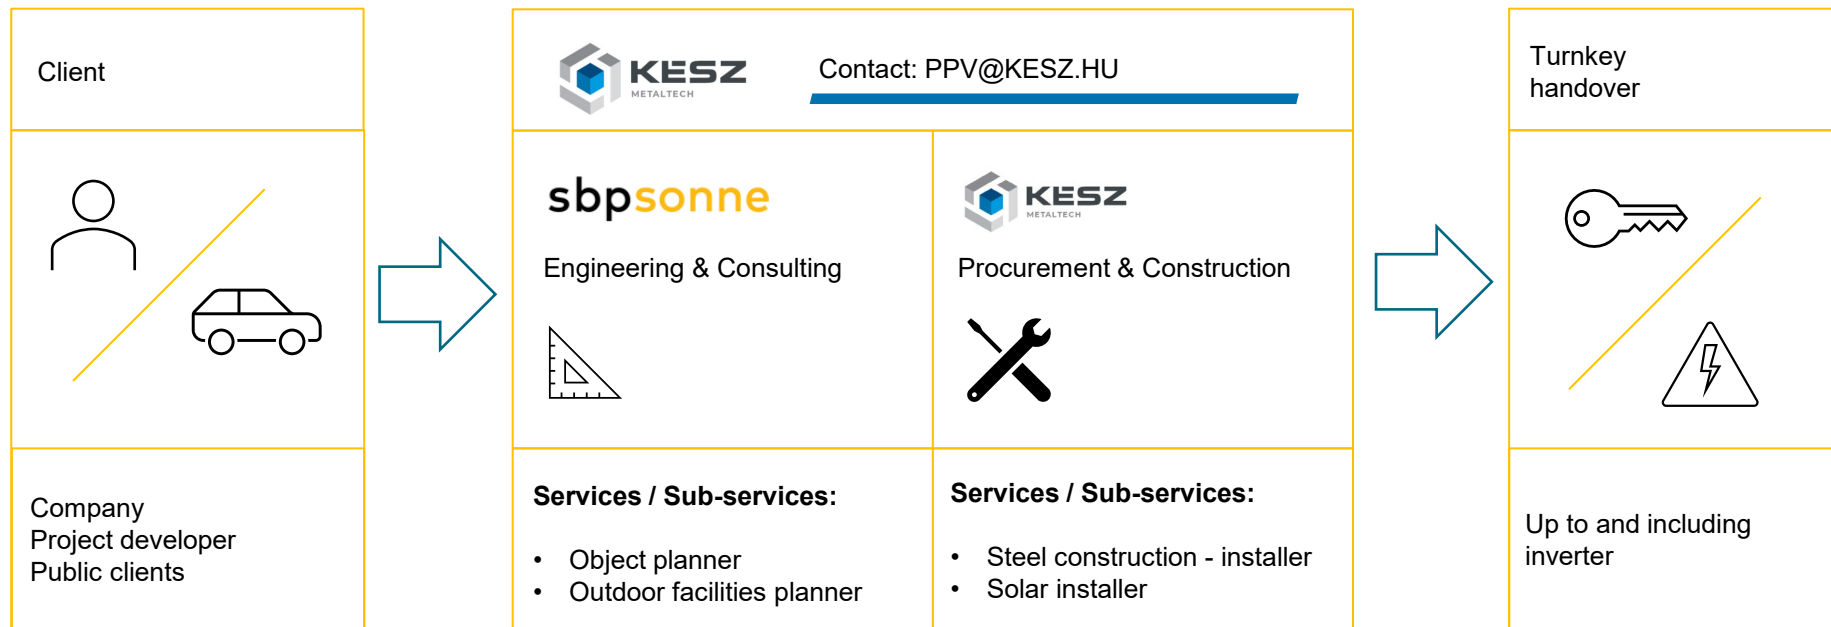 Client
KESZ
METALTECH
Contact: PPV@KESZ.HU
Turnkey
handover
sbpsonne
Engineering & Consulting
KESZ
METALTECH
Procurement & Construction
Company
Project developer
Public clients
Services / Sub-services:
• Object planner
• Outdoor facilities planner
Services / Sub-services:
• Steel construction - installer
• Solar installer
Up to and including
inverter